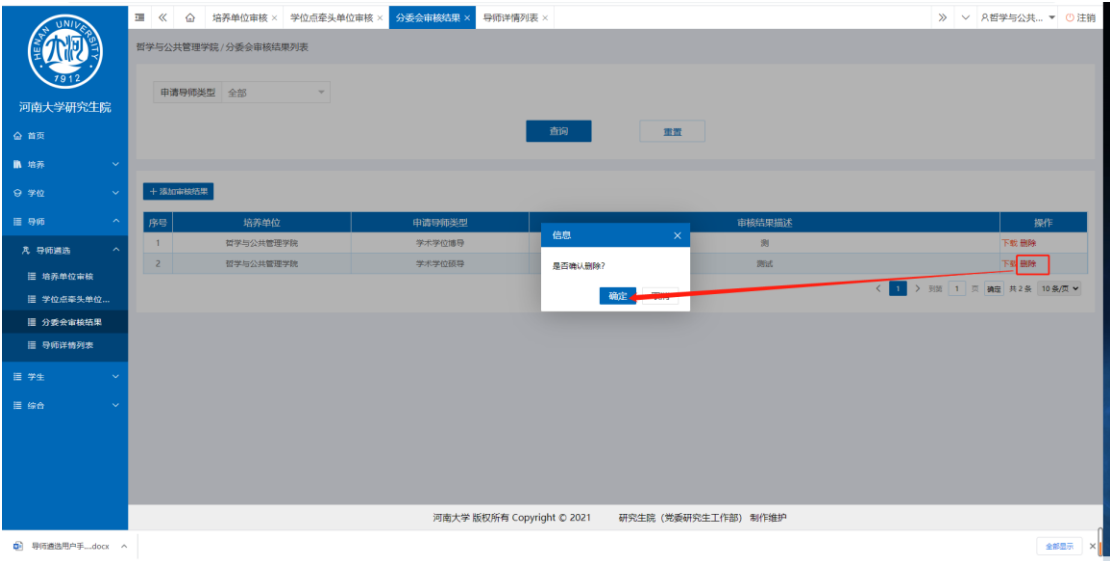 HENAN UNIVERSITY
1912
河南大学研究生院
首页
培养
学位
导师
导师遴选
培养单位审核
学位点牵头单位...
分委会审核结果
导师详情列表
学生
综合
培养单位审核 ×
学位点牵头单位审核 ×
分委会审核结果 ×
导师详情列表 ×
哲学与公共... 注销
哲学与公共管理学院 / 分委会审核结果列表
申请导师类型 全部
查询 重置
+ 添加审核结果
序号 培养单位 申请导师类型 审核结果描述 操作
1 哲学与公共管理学院 学术学位博导 测 下载 删除
2 哲学与公共管理学院 学术学位硕导 测试 下载 删除
信息 ×
是否确认删除?
确定 取消
< 1 > 到第 1 页 确定 共 2 条 10 条/页
河南大学 版权所有 Copyright © 2021 研究生院(党委研究生工作部) 制作维护
导师遴选用户手....docx
全部显示 ×